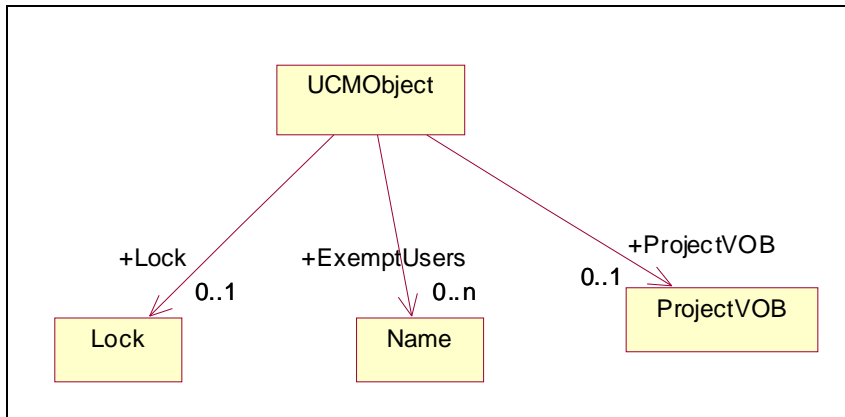 UCMObject
+Lock
+ExemptUsers
+ProjectVOB
0..1
0..n
0..1
Lock
Name
ProjectVOB